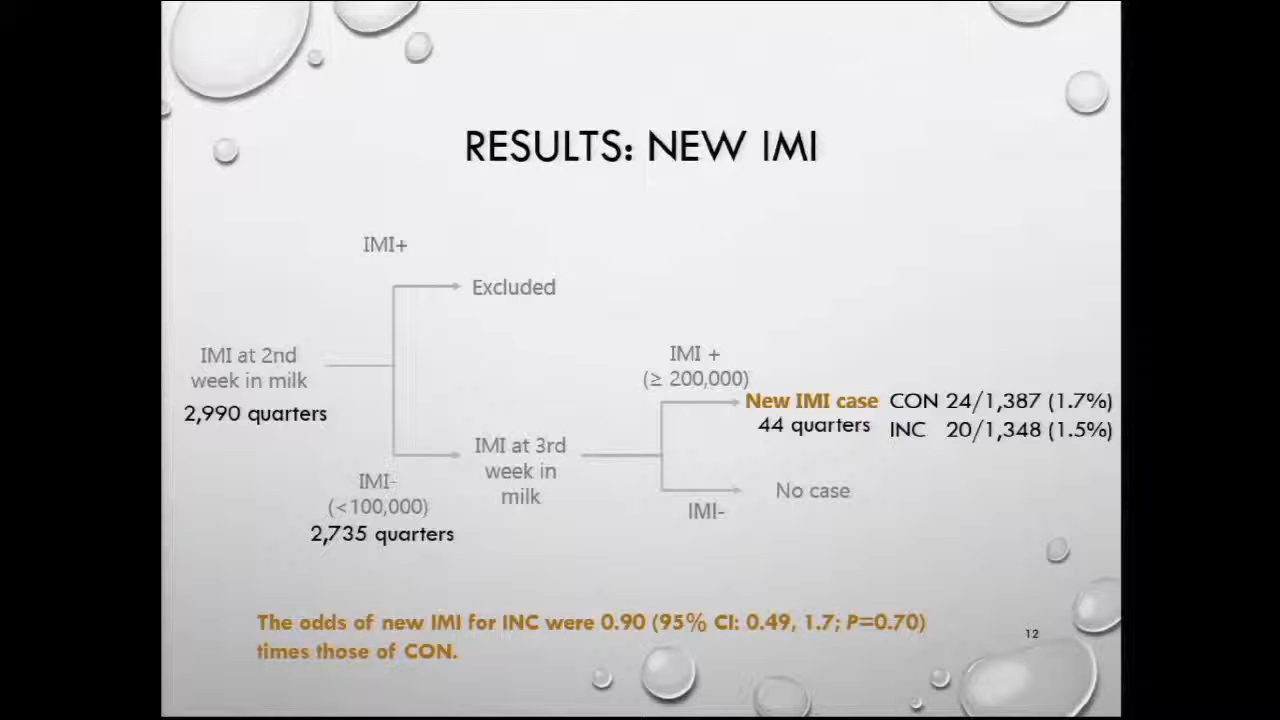 RESULTS: NEW IMI
IMI+
Excluded
IMI at 2nd
week in milk
2,990 quarters
IMI-
(<100,000)
2,735 quarters
IMI at 3rd
week in
milk
IMI +
(≥ 200,000)
New IMI case
44 quarters
CON 24/1,387 (1.7%)
INC 20/1,348 (1.5%)
No case
IMI-
The odds of new IMI for INC were 0.90 (95% CI: 0.49, 1.7; P=0.70)
times those of CON.
12